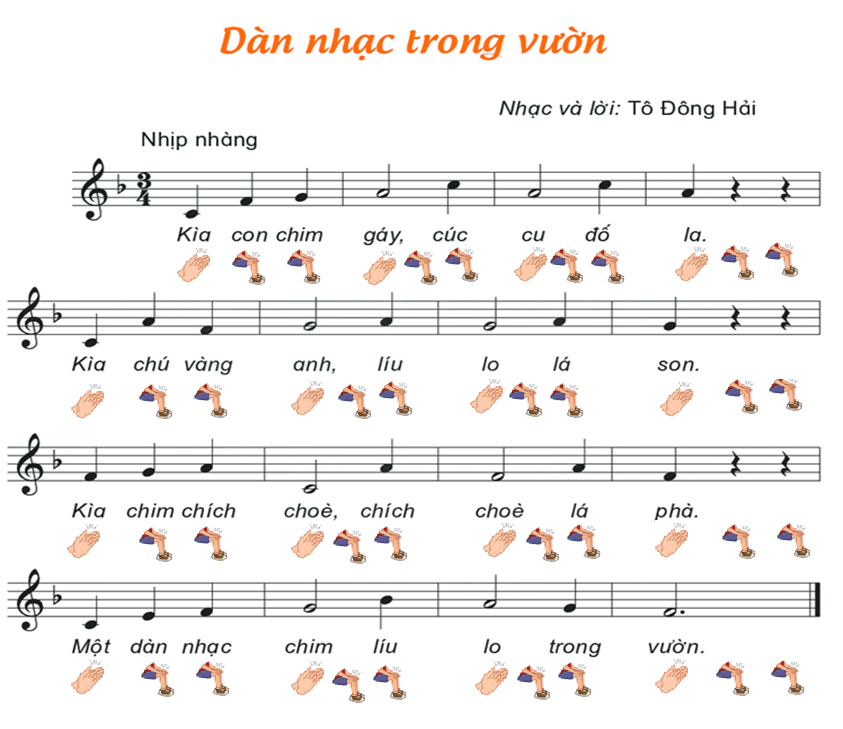 Dàn nhạc trong vườn
Nhạc và lời: Tô Đông Hải
Nhịp nhàng
3
4
Kìa con chim gáy, cúc cu đố la.
Kìa chú vàng anh, líu lo lá son.
Kìa chim chích choè, chích choè lá phà.
Một dàn nhạc chim líu lo trong vườn.